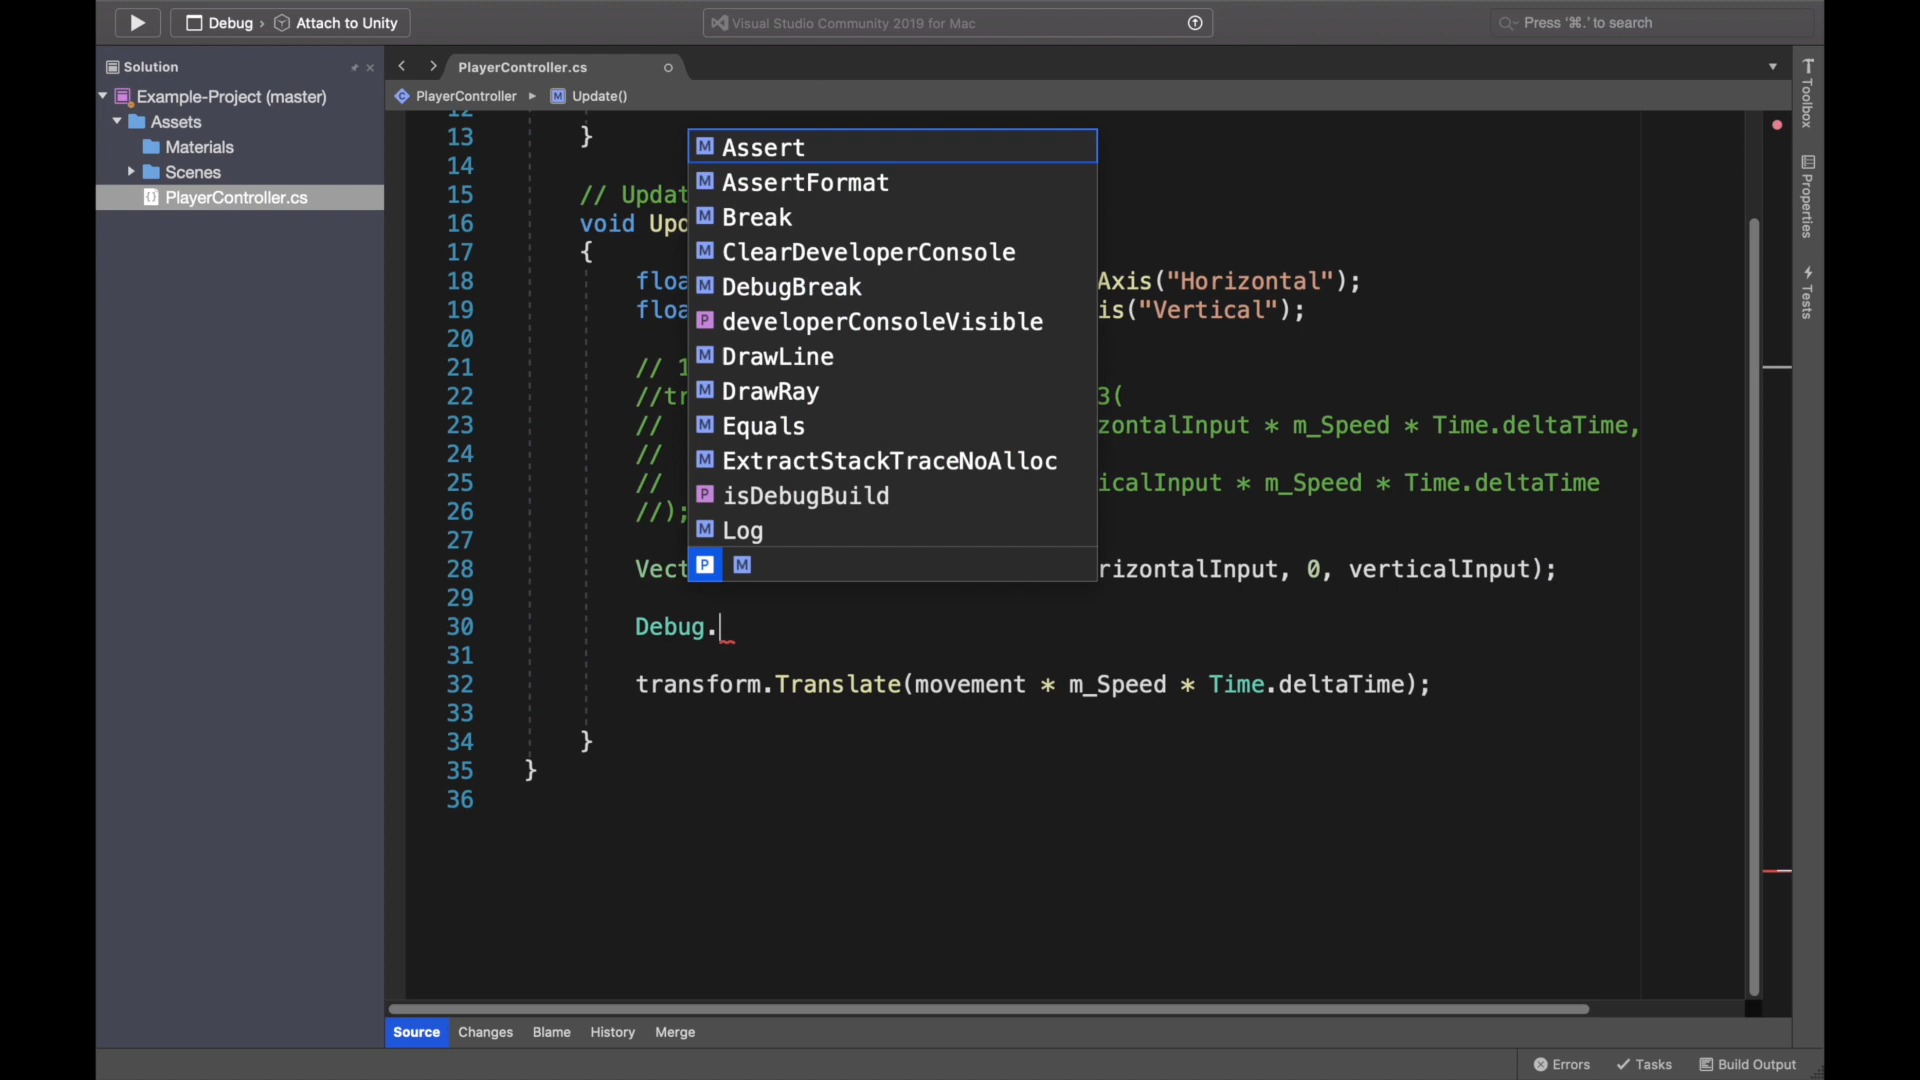 Debug › Attach to Unity
Visual Studio Community 2019 for Mac
Press '⌘.' to search
Solution
Example-Project (master)
Assets
Materials
Scenes
PlayerController.cs
PlayerController.cs
PlayerController ▸ Update()
12
13 }
14
15 // Updat
16 void Upd
17 {
18 floa Axis("Horizontal");
19 floa is("Vertical");
20
21 // 1
22 //tr 3(
23 // zontalInput * m_Speed * Time.deltaTime,
24 //
25 // icalInput * m_Speed * Time.deltaTime
26 //);
27
28 Vect rizontalInput, 0, verticalInput);
29
30 Debug.
31
32 transform.Translate(movement * m_Speed * Time.deltaTime);
33
34 }
35 }
36
M Assert
M AssertFormat
M Break
M ClearDeveloperConsole
M DebugBreak
P developerConsoleVisible
M DrawLine
M DrawRay
M Equals
M ExtractStackTraceNoAlloc
P isDebugBuild
M Log
P M
Toolbox
Properties
Tests
Source Changes Blame History Merge
Errors Tasks Build Output